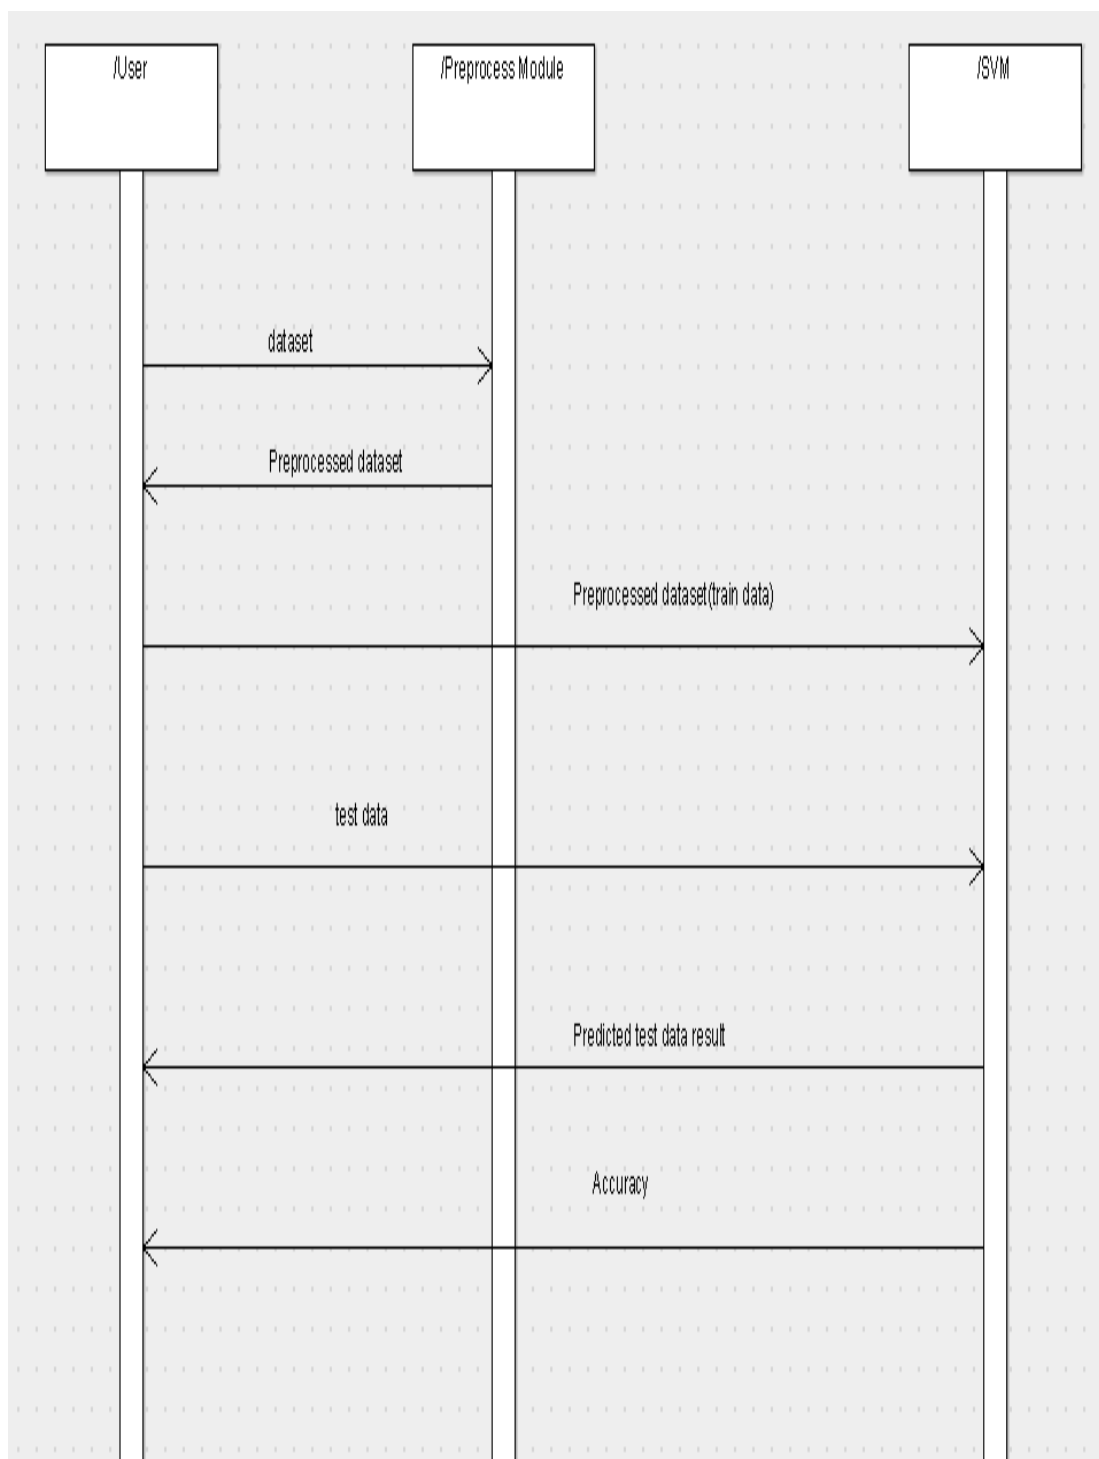 /User
/Preprocess Module
/SVM
dataset
Preprocessed dataset
Preprocessed dataset(train data)
test data
Predicted test data result
Accuracy